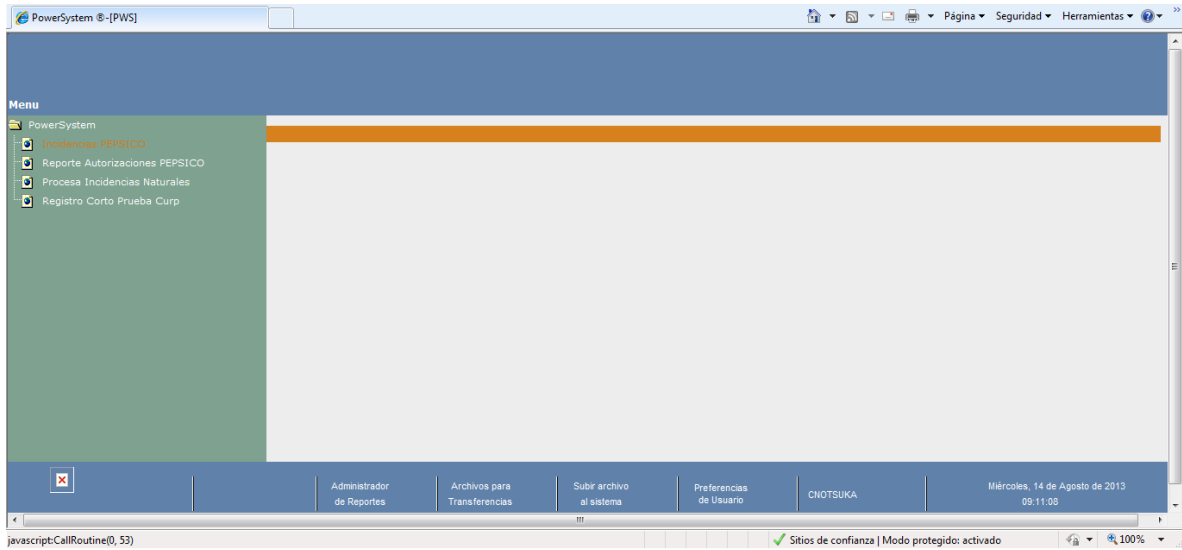 PowerSystem ®-[PWS]
Página
Seguridad
Herramientas
Menu
PowerSystem
Incidencias PEPSICO
Reporte Autorizaciones PEPSICO
Procesa Incidencias Naturales
Registro Corto Prueba Curp
Administrador
de Reportes
Archivos para
Transferencias
Subir archivo
al sistema
Preferencias
de Usuario
CNOTSUKA
Miércoles, 14 de Agosto de 2013
09:11:08
javascript:CallRoutine(0, 53)
Sitios de confianza | Modo protegido: activado
100%